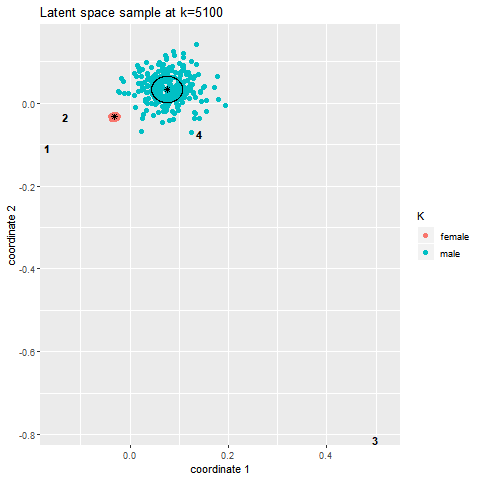 Latent space sample at k=5100
0.0
-0.2
-0.4
-0.6
-0.8
coordinate 2
1
2
4
3
0.0
0.2
0.4
coordinate 1
K
female
male